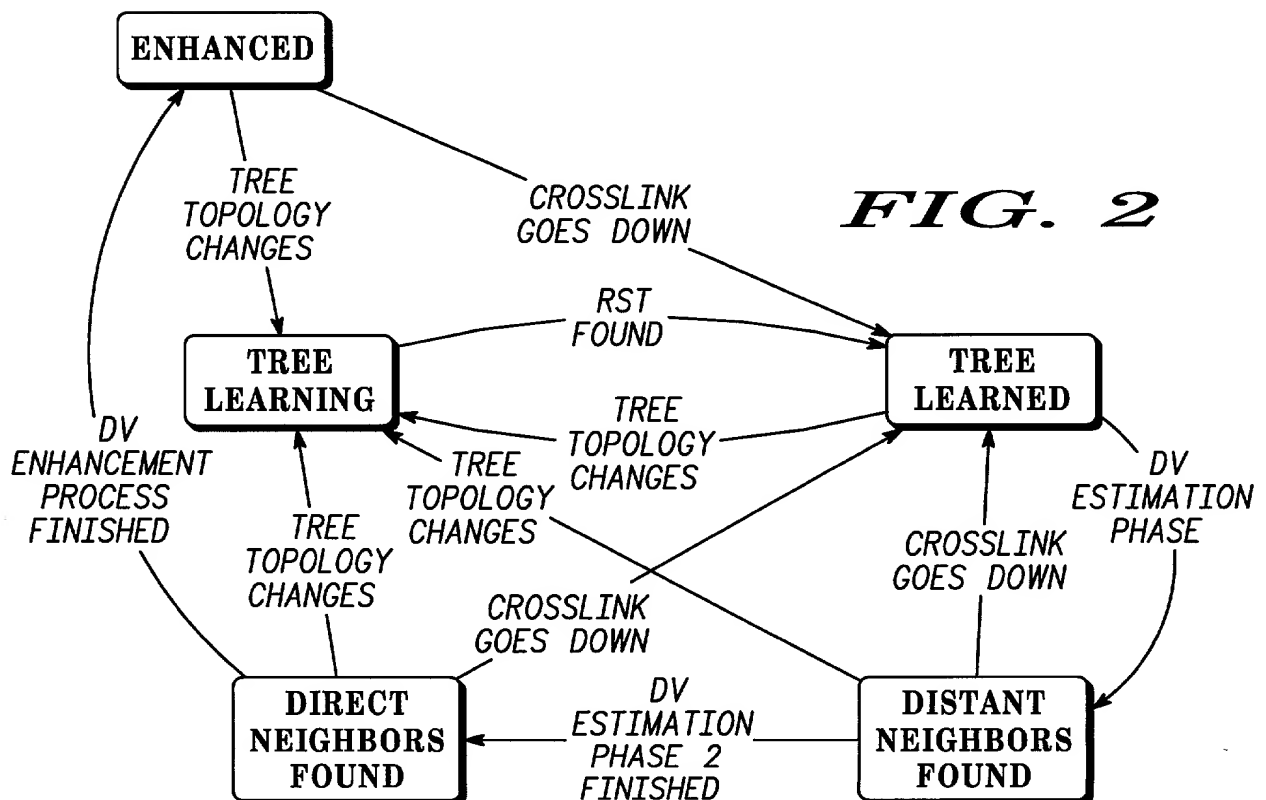 ENHANCED
TREE
TOPOLOGY
CHANGES
CROSSLINK
GOES DOWN
FIG. 2
RST
FOUND
TREE
LEARNING
TREE
LEARNED
TREE
TOPOLOGY
CHANGES
DV
ENHANCEMENT
PROCESS
FINISHED
TREE
TOPOLOGY
CHANGES
TREE
TOPOLOGY
CHANGES
DV
ESTIMATION
PHASE
CROSSLINK
GOES DOWN
CROSSLINK
GOES DOWN
DIRECT
NEIGHBORS
FOUND
DV
ESTIMATION
PHASE 2
FINISHED
DISTANT
NEIGHBORS
FOUND